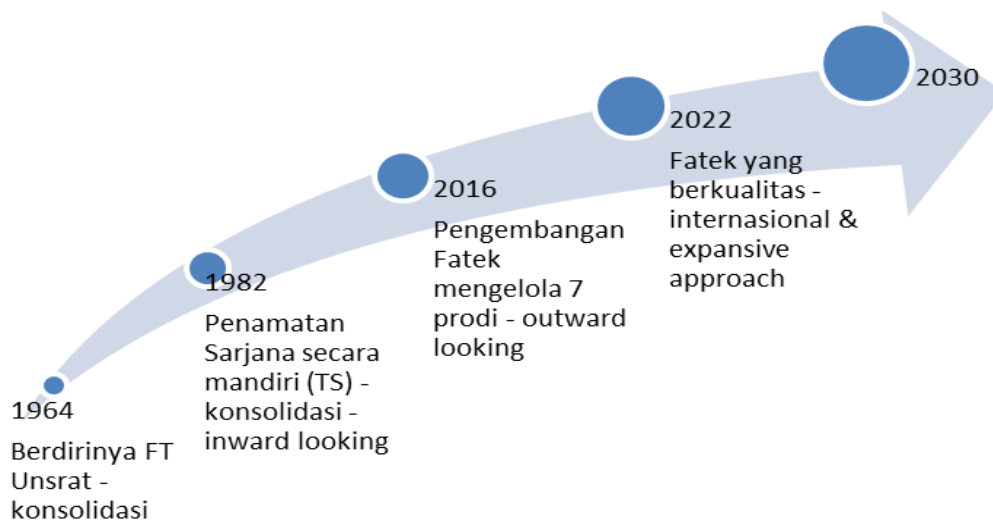 1964
Berdirinya FT
Unsrat -
konsolidasi
1982
Penamatan
Sarjana secara
mandiri (TS) -
konsolidasi -
inward looking
2016
Pengembangan
Fatek
mengelola 7
prodi - outward
looking
2022
Fatek yang
berkualitas -
internasional &
expansive
approach
2030